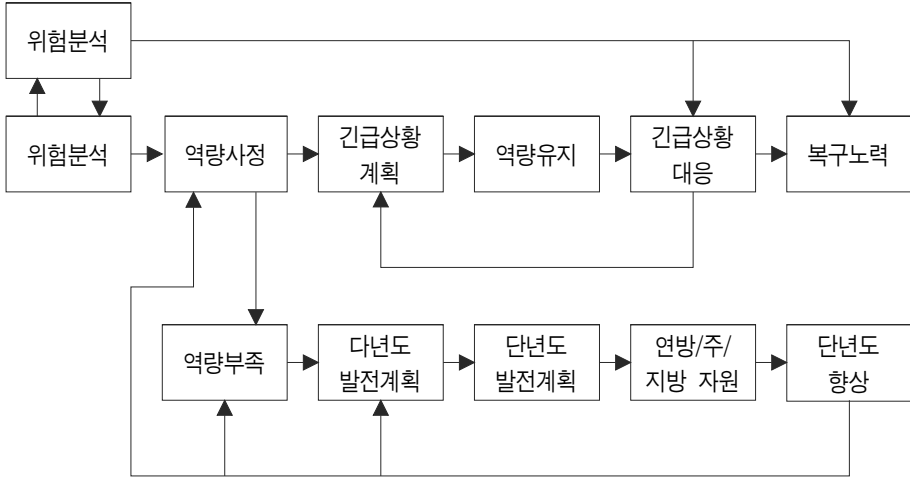 위험분석
위험분석
역량사정
긴급상황
계획
역량유지
긴급상황
대응
복구노력
역량부족
다년도
발전계획
단년도
발전계획
연방/주/
지방 자원
단년도
향상